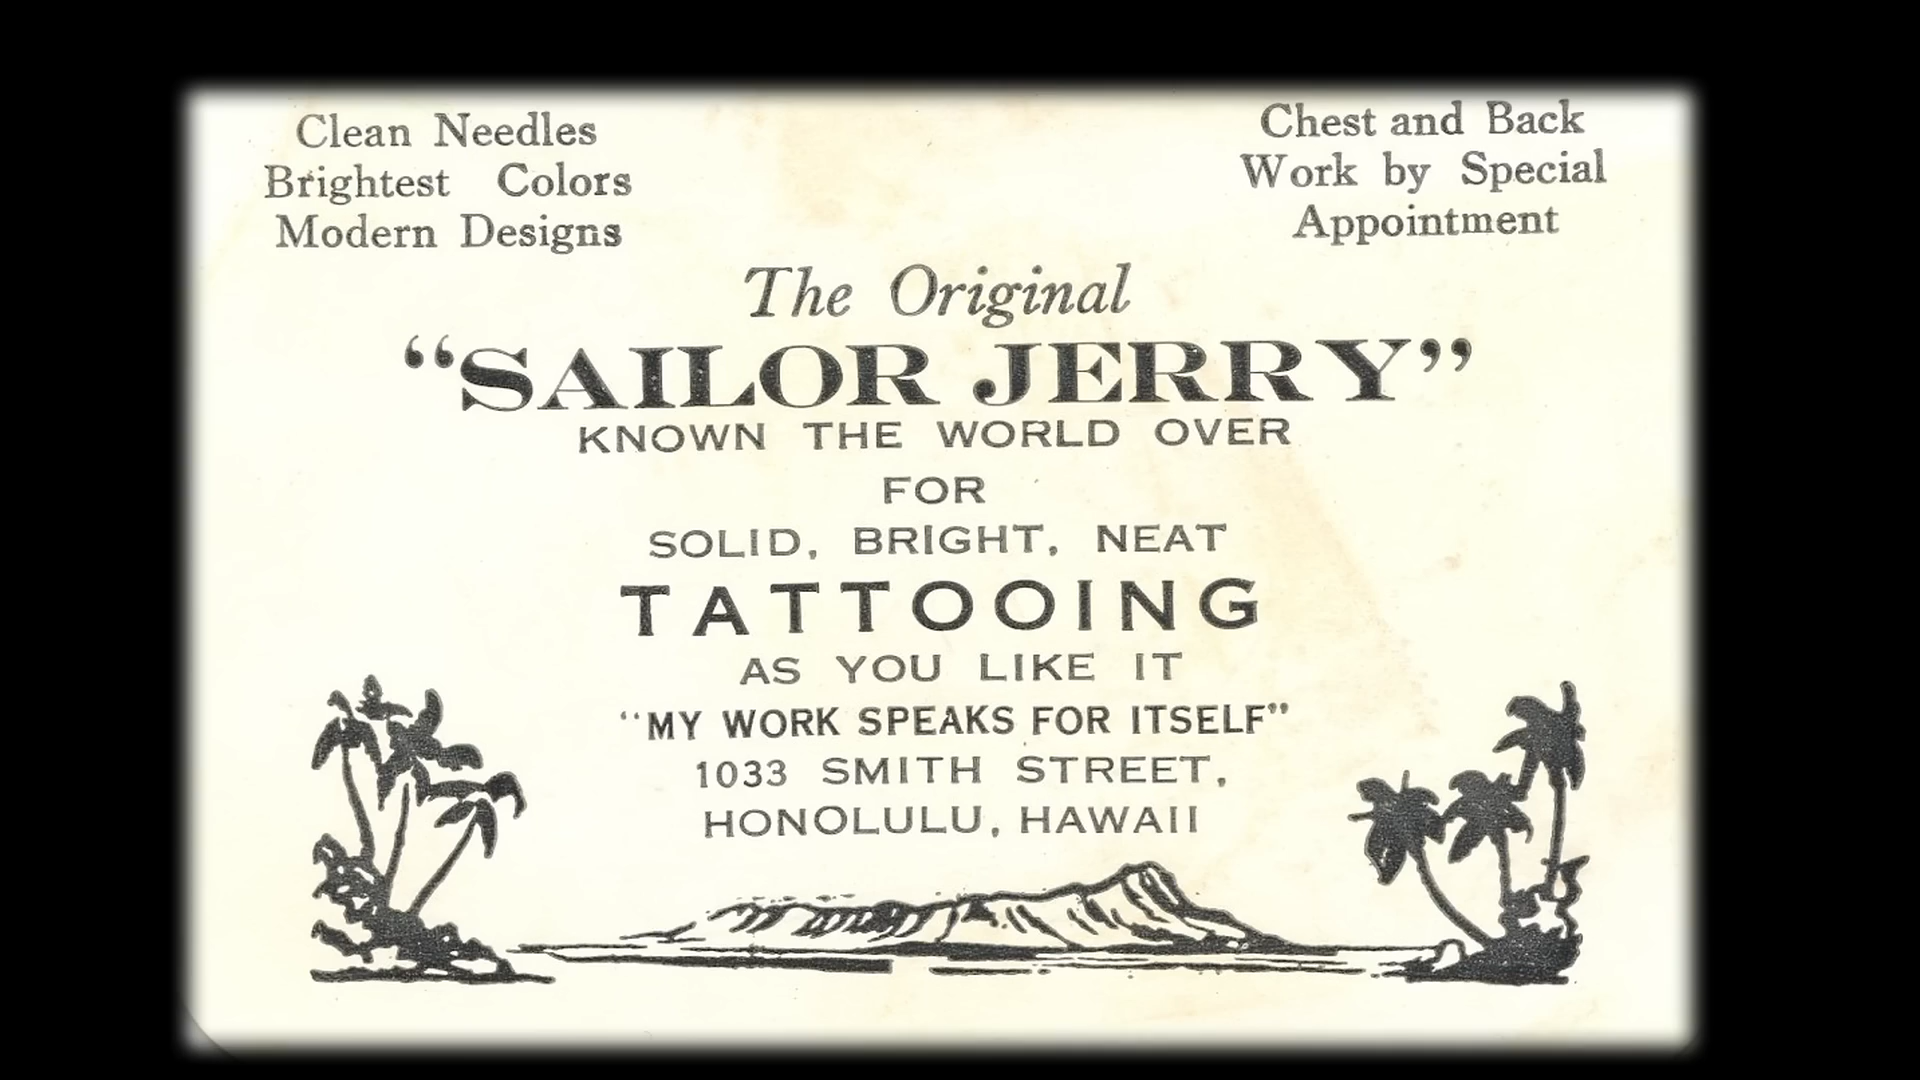 Clean Needles
Brightest Colors
Modern Designs
Chest and Back
Work by Special
Appointment
The Original
“SAILOR JERRY”
KNOWN THE WORLD OVER
FOR
SOLID, BRIGHT, NEAT
TATTOOING
AS YOU LIKE IT
“MY WORK SPEAKS FOR ITSELF”
1033 SMITH STREET,
HONOLULU, HAWAII